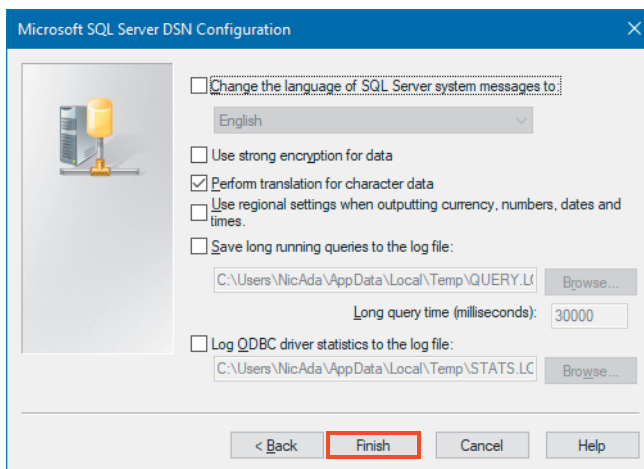 Microsoft SQL Server DSN Configuration
Change the language of SQL Server system messages to:
English
Use strong encryption for data
Perform translation for character data
Use regional settings when outputting currency, numbers, dates and
times.
Save long running queries to the log file:
C:\Users\NicAda\AppData\Local\Temp\QUERY.LO Browse...
Long query time (milliseconds): 30000
Log ODBC driver statistics to the log file:
C:\Users\NicAda\AppData\Local\Temp\STATS.LO Browse...
< Back Finish Cancel Help